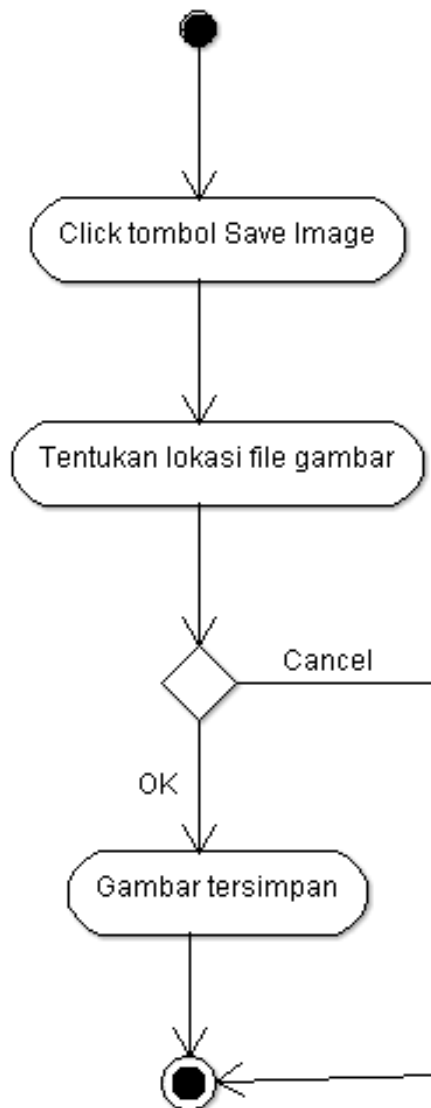 Click tombol Save Image
Tentukan lokasi file gambar
Cancel
OK
Gambar tersimpan